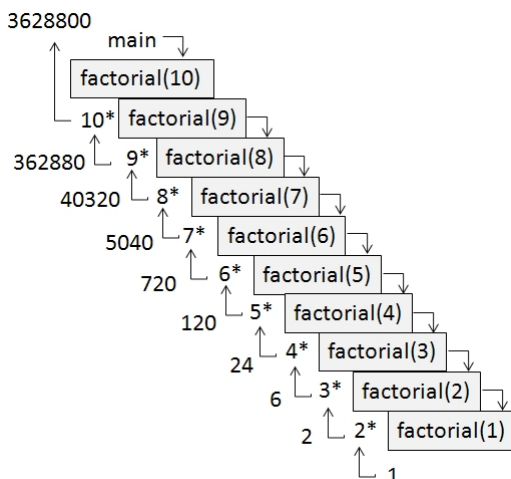 3628800
main
factorial(10)
10* factorial(9)
362880 9* factorial(8)
40320 8* factorial(7)
5040 7* factorial(6)
720 6* factorial(5)
120 5* factorial(4)
24 4* factorial(3)
6 3* factorial(2)
2 2* factorial(1)
1